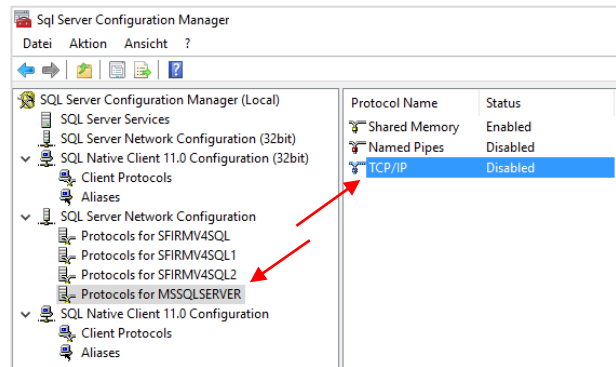 Sql Server Configuration Manager
Datei Aktion Ansicht ?
SQL Server Configuration Manager (Local)
SQL Server Services
SQL Server Network Configuration (32bit)
SQL Native Client 11.0 Configuration (32bit)
Client Protocols
Aliases
SQL Server Network Configuration
Protocols for SFIRMV4SQL
Protocols for SFIRMV4SQL1
Protocols for SFIRMV4SQL2
Protocols for MSSQLSERVER
SQL Native Client 11.0 Configuration
Client Protocols
Aliases
Protocol Name Status
Shared Memory Enabled
Named Pipes Disabled
TCP/IP Disabled